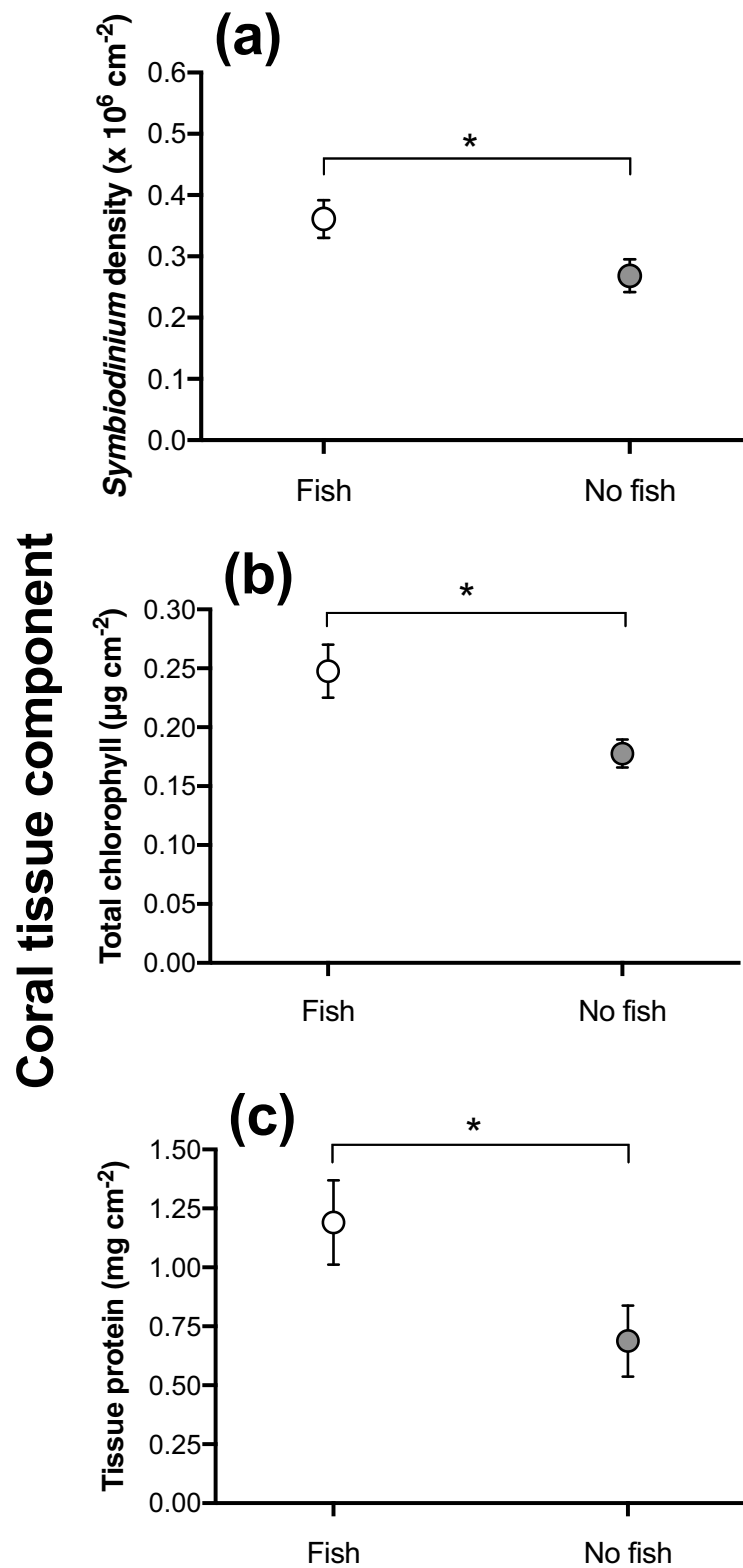 Coral tissue component
(a)
Symbiodinium density (x 10⁶ cm⁻²)
0.6
0.5
0.4
0.3
0.2
0.1
0.0
*
Fish No fish
(b)
Total chlorophyll (µg cm⁻²)
0.30
0.25
0.20
0.15
0.10
0.05
0.00
*
Fish No fish
(c)
Tissue protein (mg cm⁻²)
1.50
1.25
1.00
0.75
0.50
0.25
0.00
*
Fish No fish